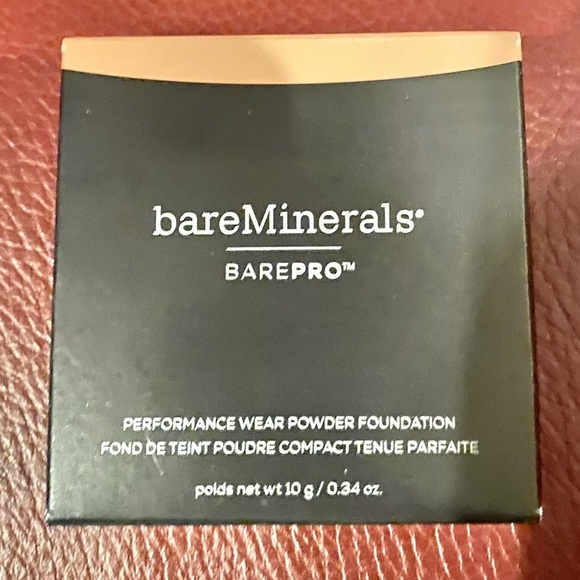 bareMinerals®
BAREPRO™
PERFORMANCE WEAR POWDER FOUNDATION
FOND DE TEINT POUDRE COMPACT TENUE PARFAITE
poids net wt 10 g / 0.34 oz.